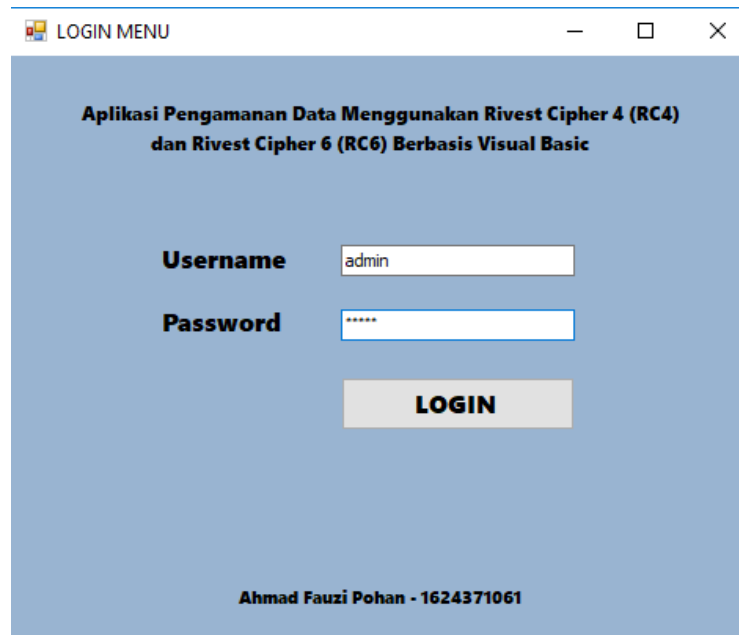 LOGIN MENU
Aplikasi Pengamanan Data Menggunakan Rivest Cipher 4 (RC4)
dan Rivest Cipher 6 (RC6) Berbasis Visual Basic
Username admin
Password *****
LOGIN
Ahmad Fauzi Pohan - 1624371061